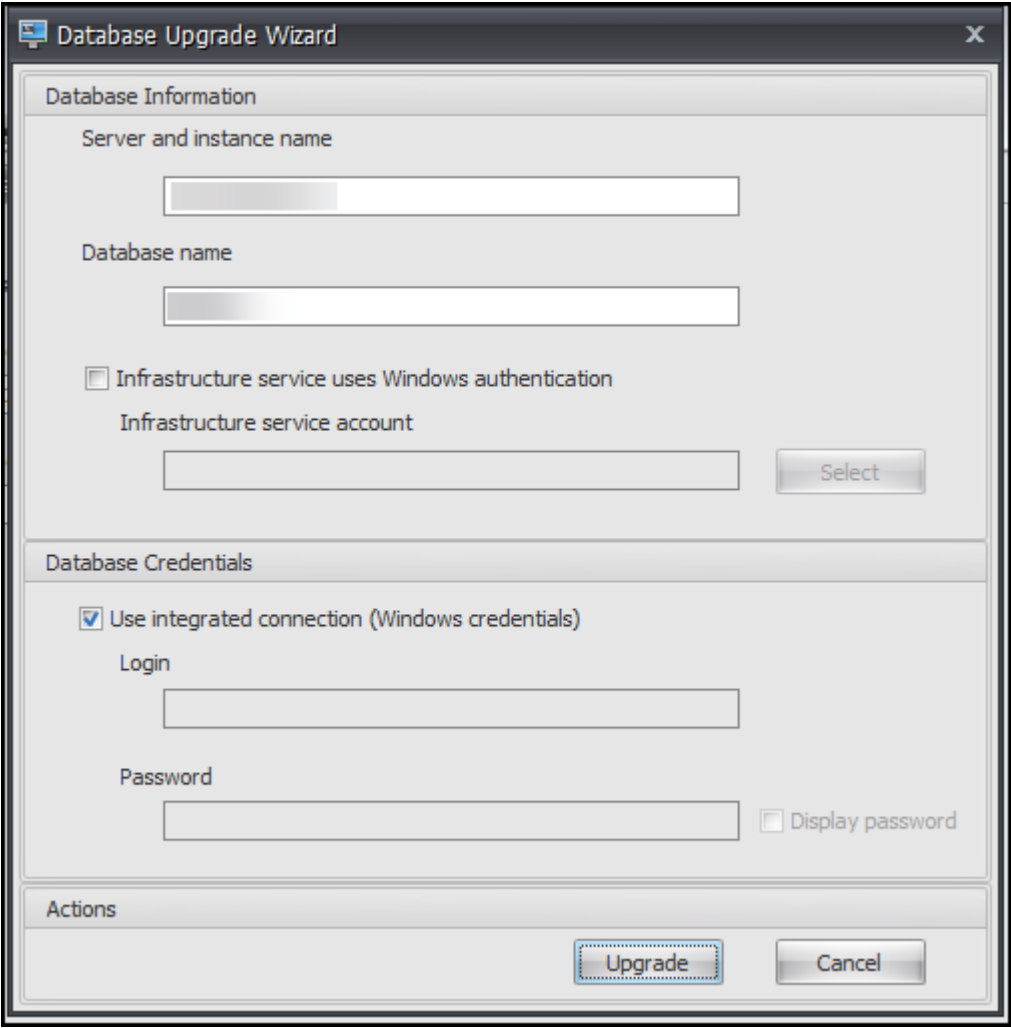 Database Upgrade Wizard x
Database Information
Server and instance name
Database name
Infrastructure service uses Windows authentication
Infrastructure service account
Select
Database Credentials
Use integrated connection (Windows credentials)
Login
Password
Display password
Actions
Upgrade Cancel